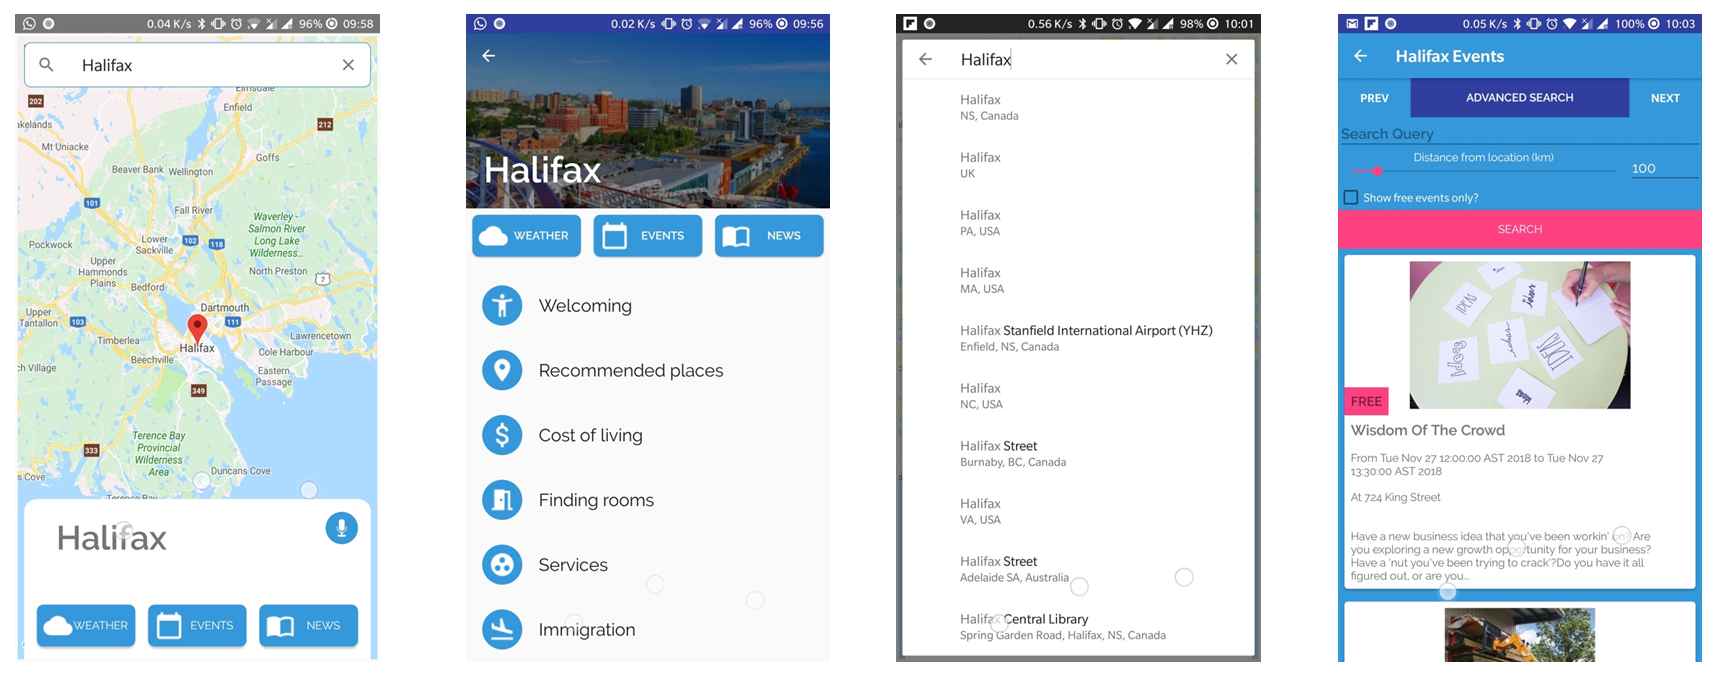 0.04 K/s 96% 09:58
Halifax
202
Elmsdale
Enfield
akelands
212
Mt Uniacke
Goffs
Beaver Bank
Wellington
101
Fall River
Waverley -
Salmon River
Long Lake
Wilderness...
Pockwock
Lower
Sackville
102
118
Upper
Hammonds
Plains
North Preston
7
Bedford
Upper
Tantallon
103
Dartmouth
111
Timberlea
Lawrencetown
Halifax
Beechville
Cole Harbour
ch Village
Eastern
Passage
349
Terence Bay
Provincial
Wilderness
Area
333
s Cove
Duncans Cove
Terence Bay
Halifax
WEATHER
EVENTS
NEWS
0.02 K/s 96% 09:56
Halifax
WEATHER
EVENTS
NEWS
Welcoming
Recommended places
Cost of living
Finding rooms
Services
Immigration
0.56 K/s 98% 10:01
Halifax
Halifax
NS, Canada
Halifax
UK
Halifax
PA, USA
Halifax
MA, USA
Halifax Stanfield International Airport (YHZ)
Enfield, NS, Canada
Halifax
NC, USA
Halifax Street
Burnaby, BC, Canada
Halifax
VA, USA
Halifax Street
Adelaide SA, Australia
Halifax Central Library
Spring Garden Road, Halifax, NS, Canada
0.05 K/s 100% 10:03
Halifax Events
PREV
ADVANCED SEARCH
NEXT
Search Query
Distance from location (km)
100
Show free events only?
SEARCH
IDEAS
ideas
ideas
IDEAS
FREE
Wisdom Of The Crowd
From Tue Nov 27 12:00:00 AST 2018 to Tue Nov 27
13:30:00 AST 2018
At 724 King Street
Have a new business idea that you've been workin' on? Are
you exploring a new growth opportunity for your business?
Have a 'nut you've been trying to crack'?Do you have it all
figured out, or are you...